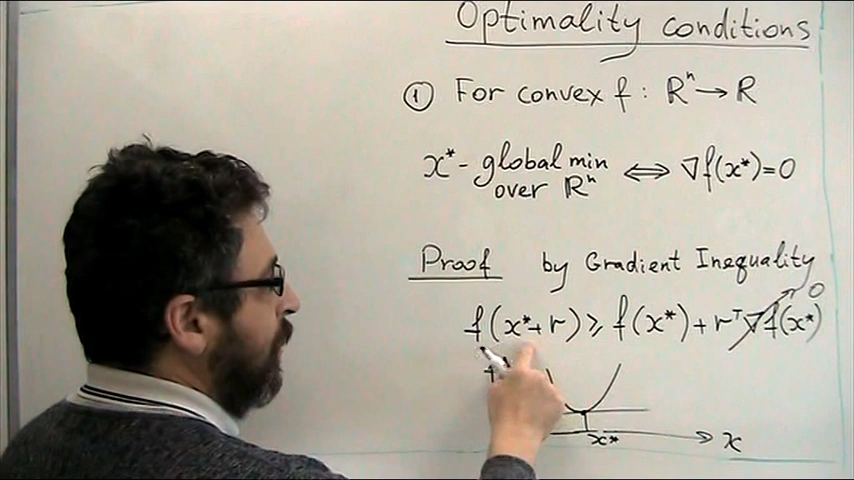 Optimality conditions
① For convex f : Rⁿ → R
x* - global min over Rⁿ ⟺ ∇f(x*)=0
Proof by Gradient Inequality
f(x*+r) ≥ f(x*) + rᵀ∇f(x*) 0
x* x